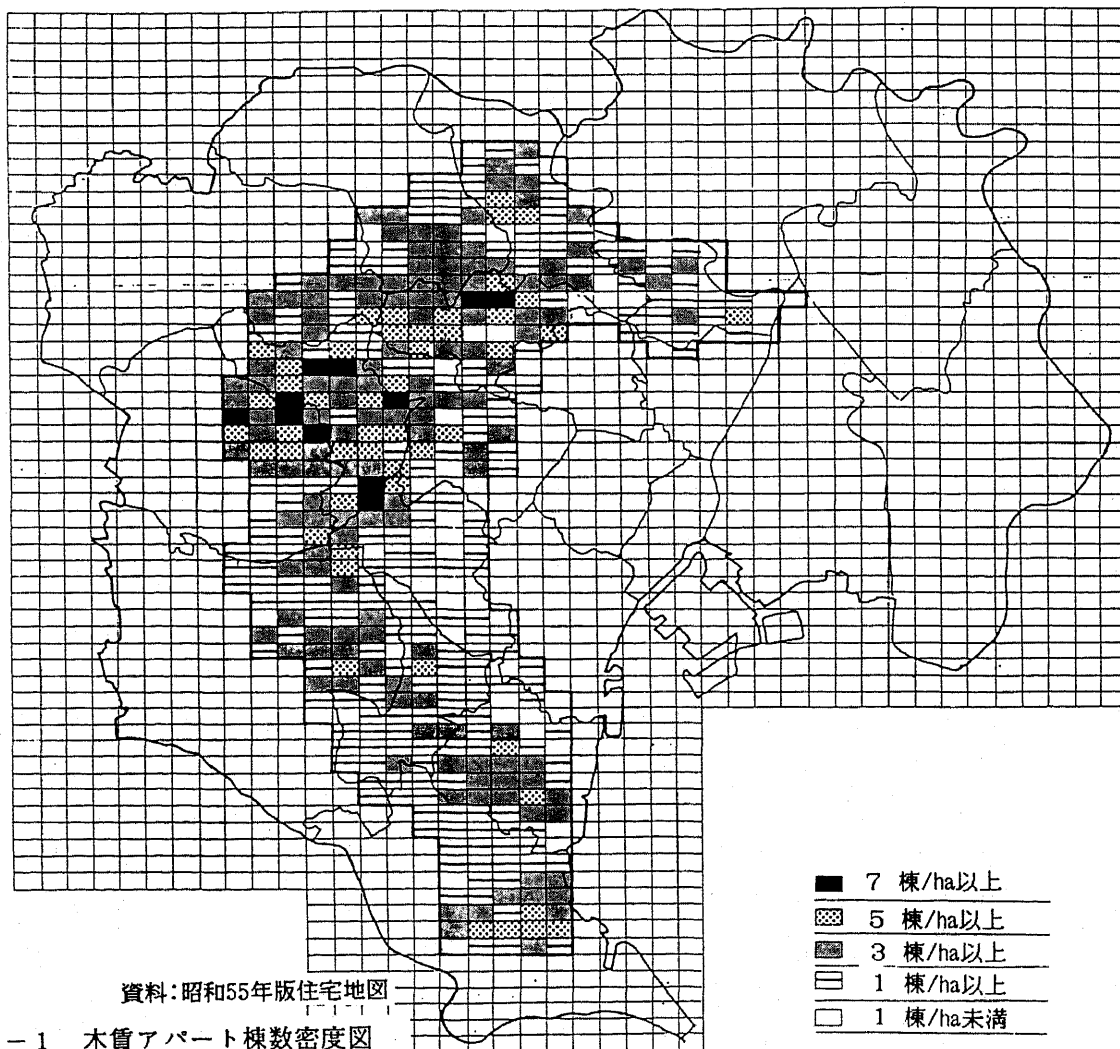 7 棟/ha以上
5 棟/ha以上
3 棟/ha以上
1 棟/ha以上
1 棟/ha未満
資料:昭和55年版住宅地図
-1 木賃アパート棟数密度図